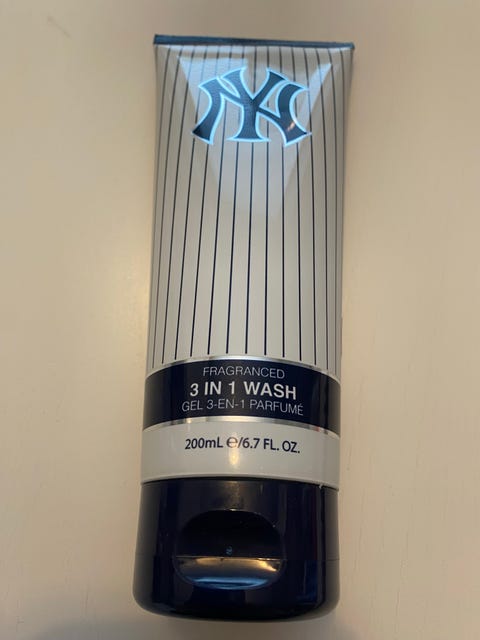 NY
FRAGRANCED
3 IN 1 WASH
GEL 3-EN-1 PARFUMÉ
200mL ℮/6.7 FL. OZ.